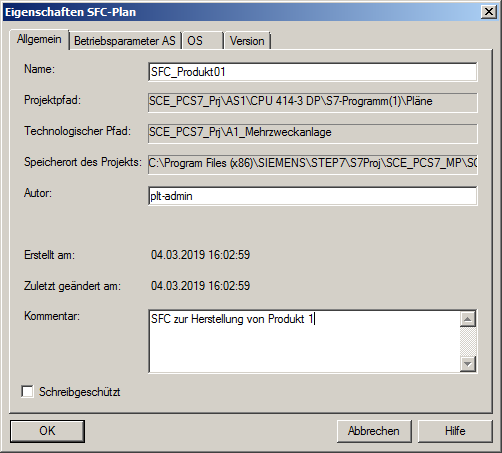 Eigenschaften SFC-Plan
Allgemein Betriebsparameter AS OS Version
Name: SFC_Produkt01
Projektpfad: SCE_PCS7_Prj\AS1\CPU 414-3 DP\S7-Programm(1)\Pläne
Technologischer Pfad: SCE_PCS7_Prj\A1_Mehrzweckanlage
Speicherort des Projekts: C:\Program Files (x86)\SIEMENS\STEP7\S7Proj\SCE_PCS7_MP\SC
Autor: plt-admin
Erstellt am: 04.03.2019 16:02:59
Zuletzt geändert am: 04.03.2019 16:02:59
Kommentar: SFC zur Herstellung von Produkt 1
Schreibgeschützt
OK Abbrechen Hilfe